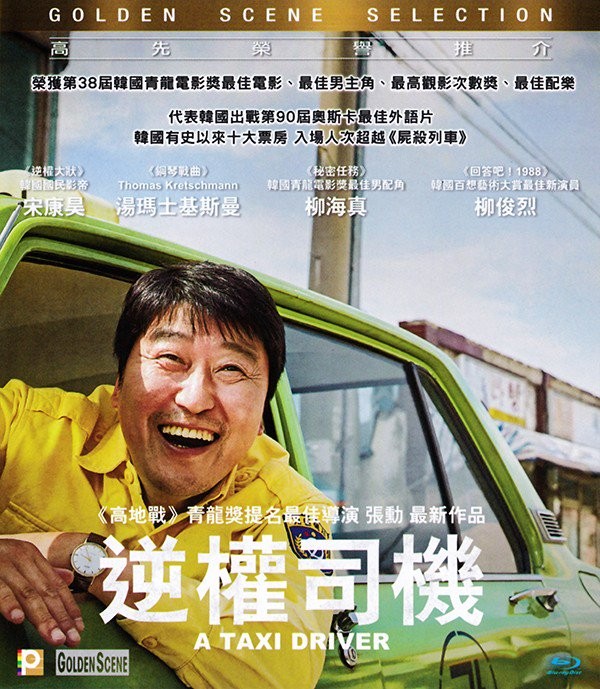 GOLDEN SCENE SELECTION
高先榮譽推介
榮獲第38屆韓國青龍電影獎最佳電影、最佳男主角、最高觀影次數獎、最佳配樂
代表韓國出戰第90屆奧斯卡最佳外語片
韓國有史以來十大票房 入場人次超越《屍殺列車》
《逆權大狀》
韓國國民影帝
宋康昊
《鋼琴戰曲》
Thomas Kretschmann
湯瑪士基斯曼
《秘密任務》
韓國青龍電影獎最佳男配角
柳海真
《回答吧！1988》
韓國百想藝術大賞最佳新演員
柳俊烈
《高地戰》青龍獎提名最佳導演 張勳 最新作品
逆權司機
A TAXI DRIVER
P
GOLDEN SCENE
Blu-ray Disc